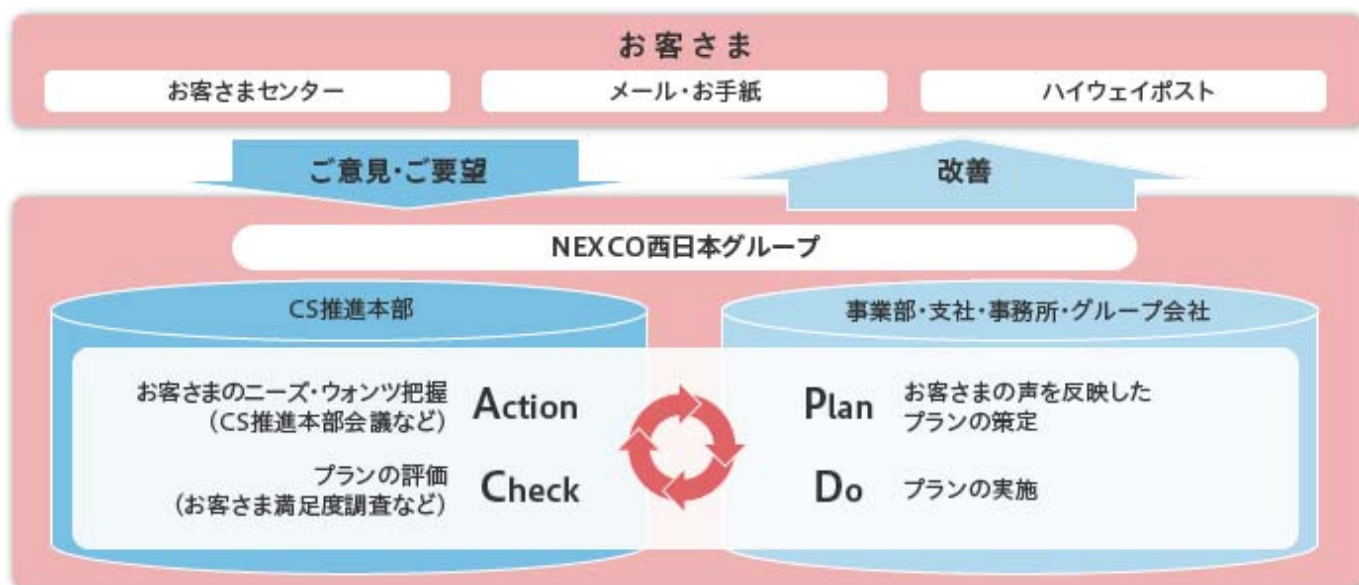 お客さま
お客さまセンター
メール・お手紙
ハイウェイポスト
ご意見・ご要望
改善
NEXCO西日本グループ
CS推進本部
事業部・支社・事務所・グループ会社
お客さまのニーズ・ウォンツ把握
(CS推進本部会議など)
Action
プランの評価
(お客さま満足度調査など)
Check
Plan
お客さまの声を反映した
プランの策定
Do
プランの実施